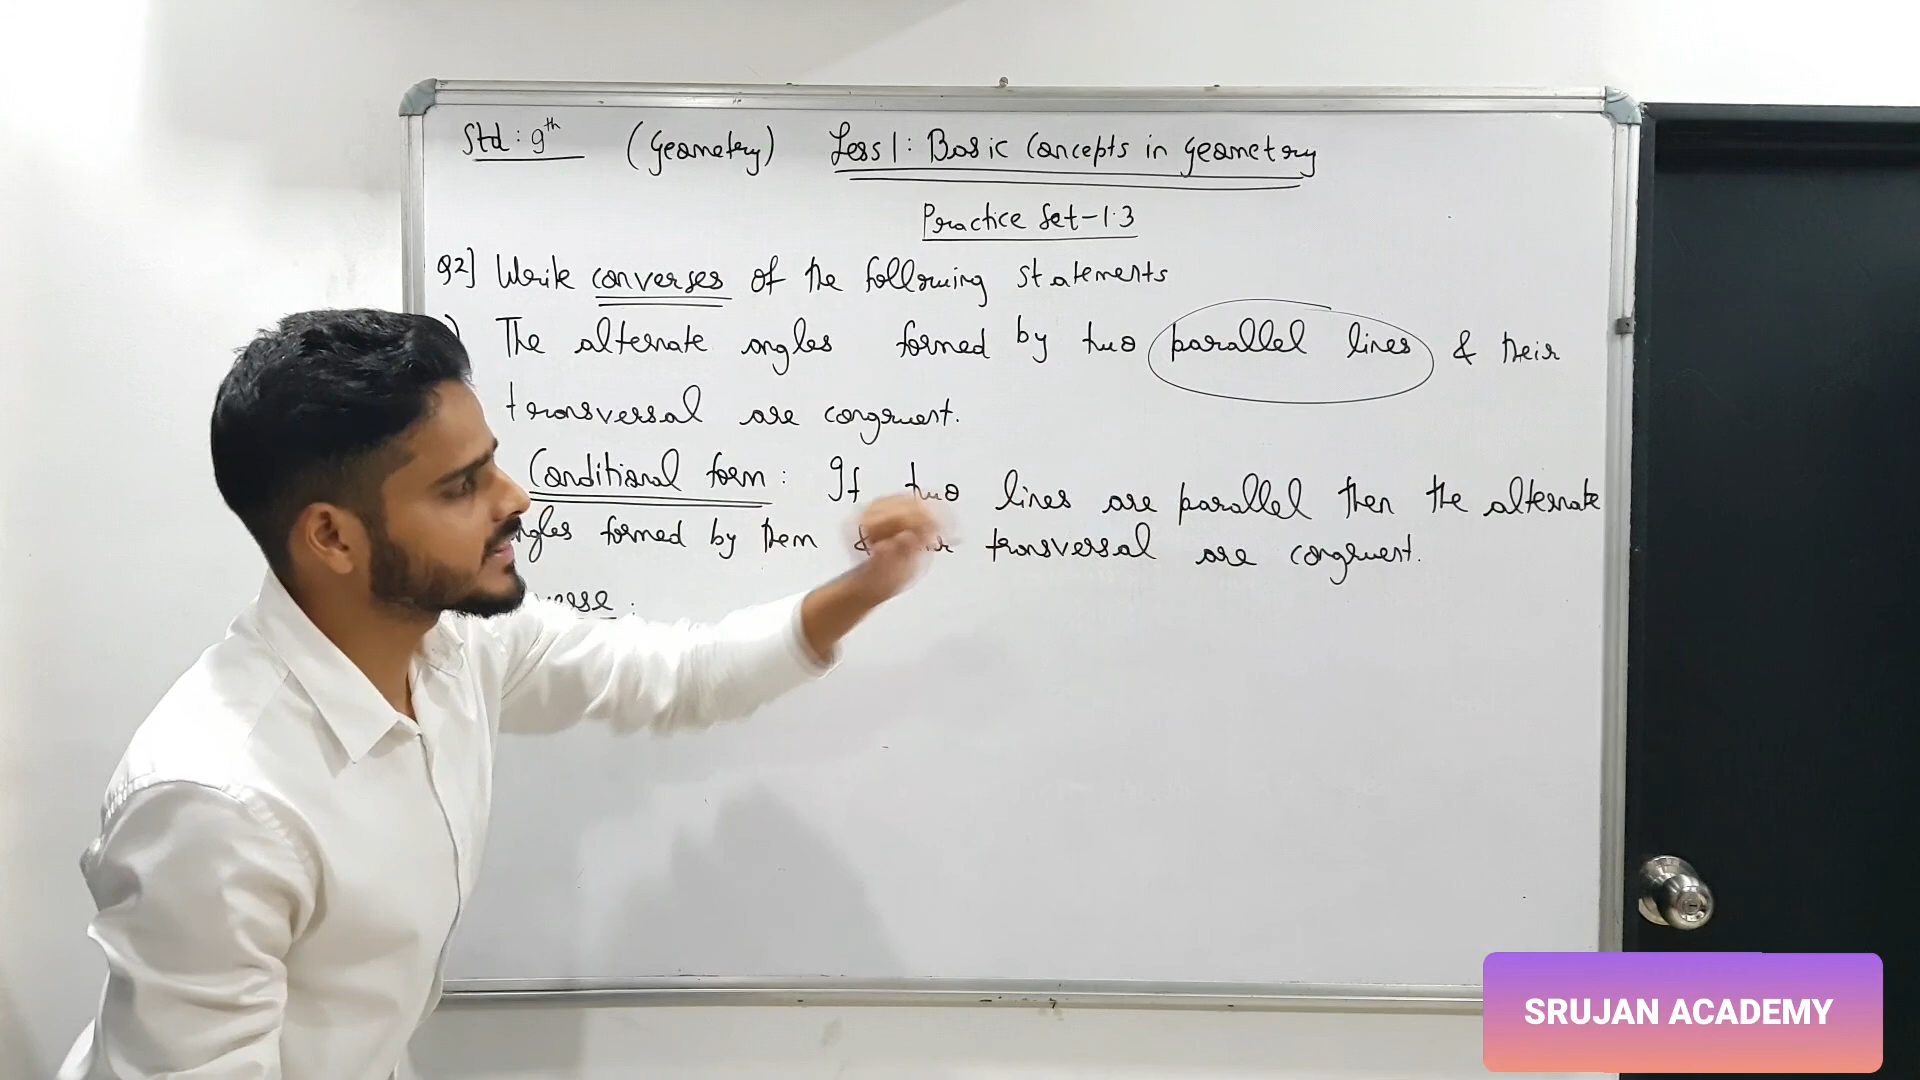 Std : 9th (Geometry) Less 1 : Basic Concepts in Geometry
Practice Set - 1.3
Q2] Write converses of the following statements
) The alternate angles formed by two parallel lines & their
transversal are congruent.
Conditional form : If two lines are parallel then the alternate
ngles formed by them transversal are congruent.
verse :
SRUJAN ACADEMY